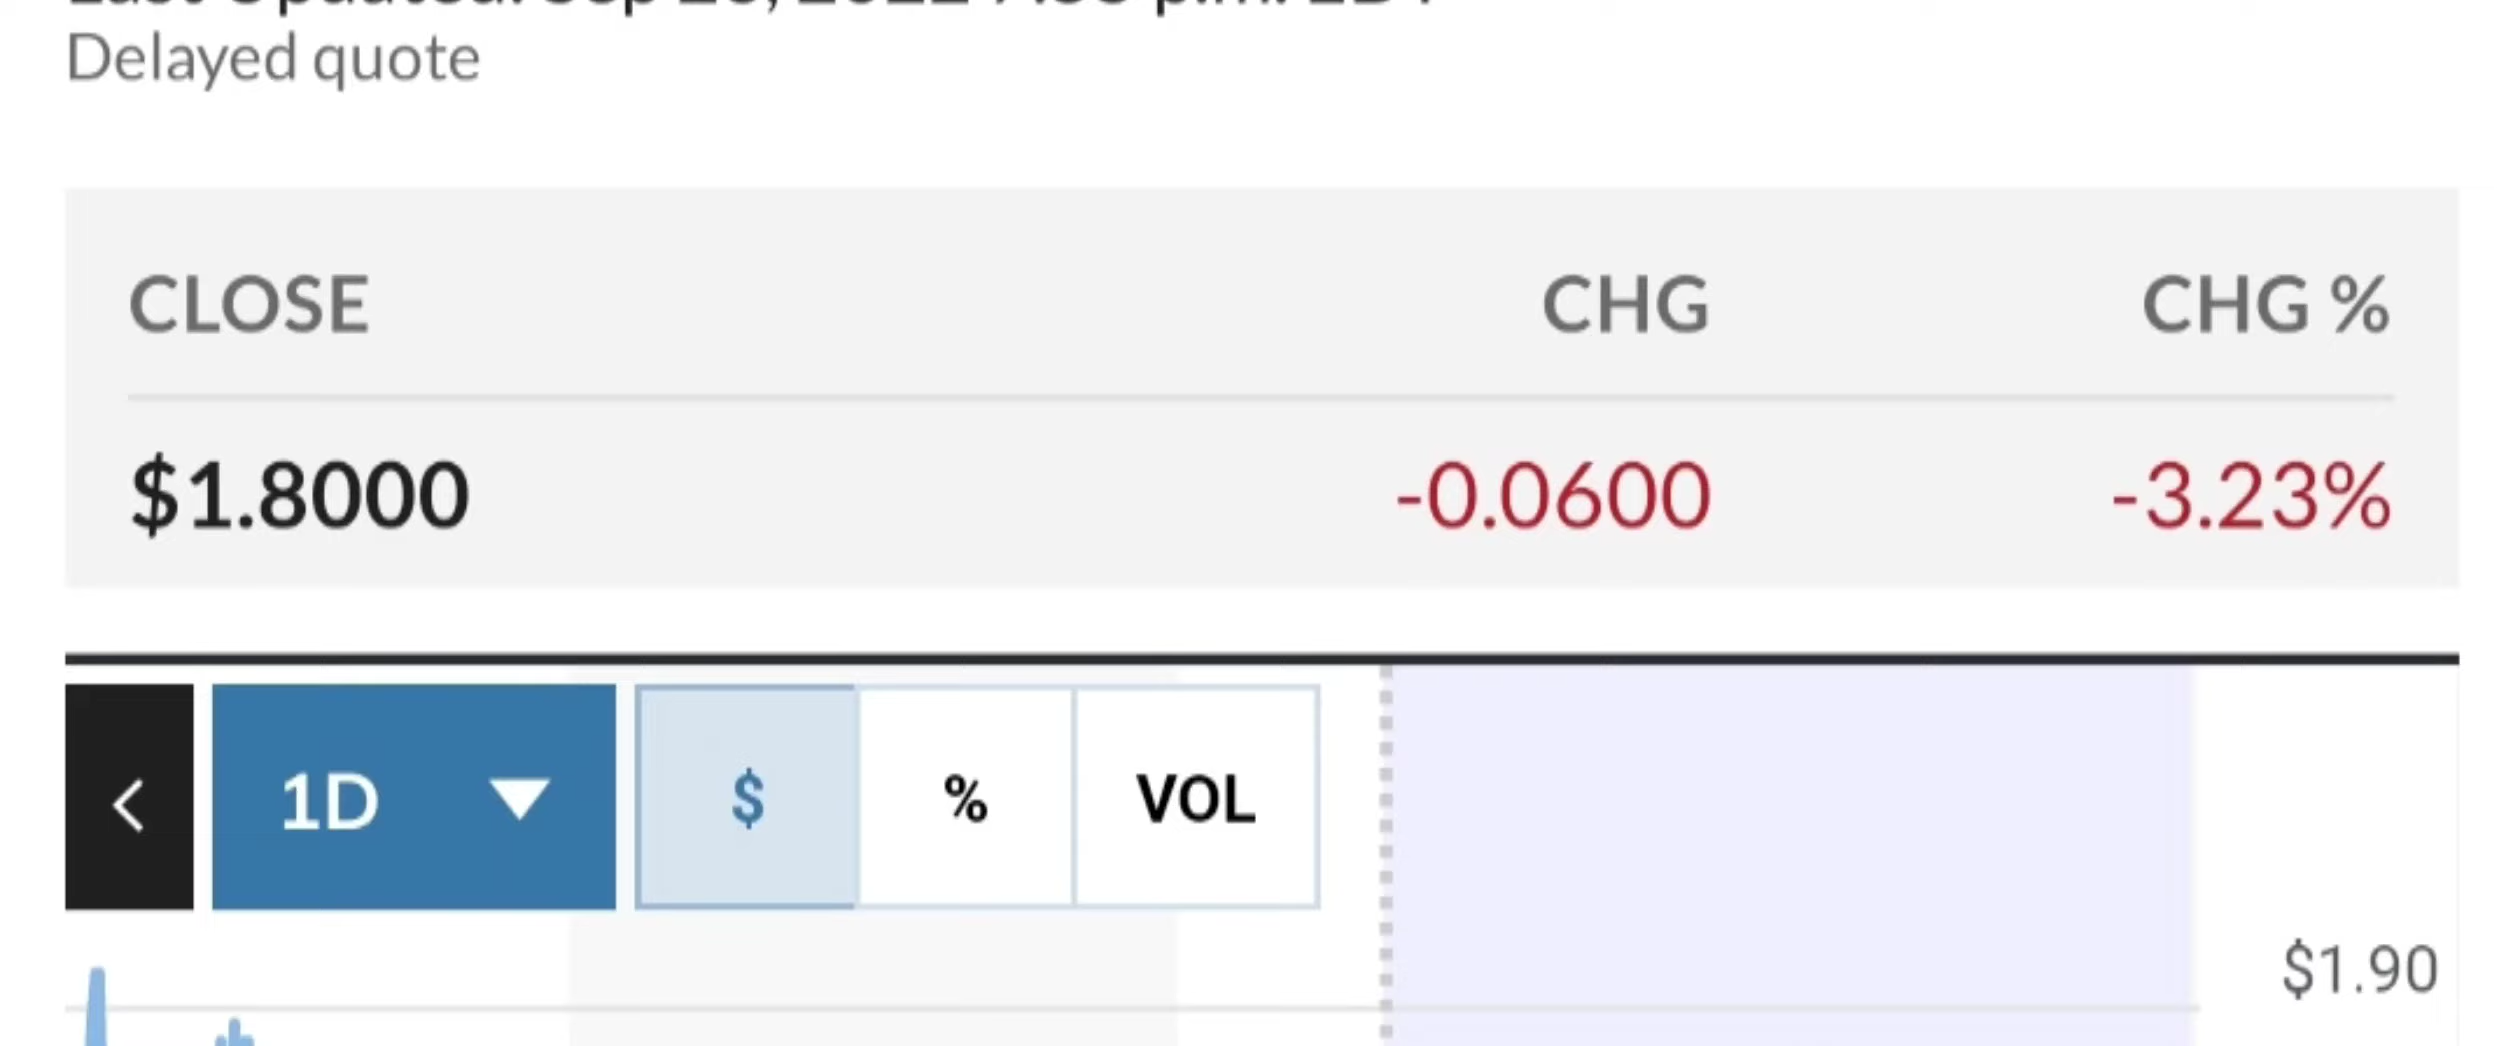 Delayed quote
CLOSE CHG CHG %
$1.8000 -0.0600 -3.23%
1D $ % VOL
$1.90